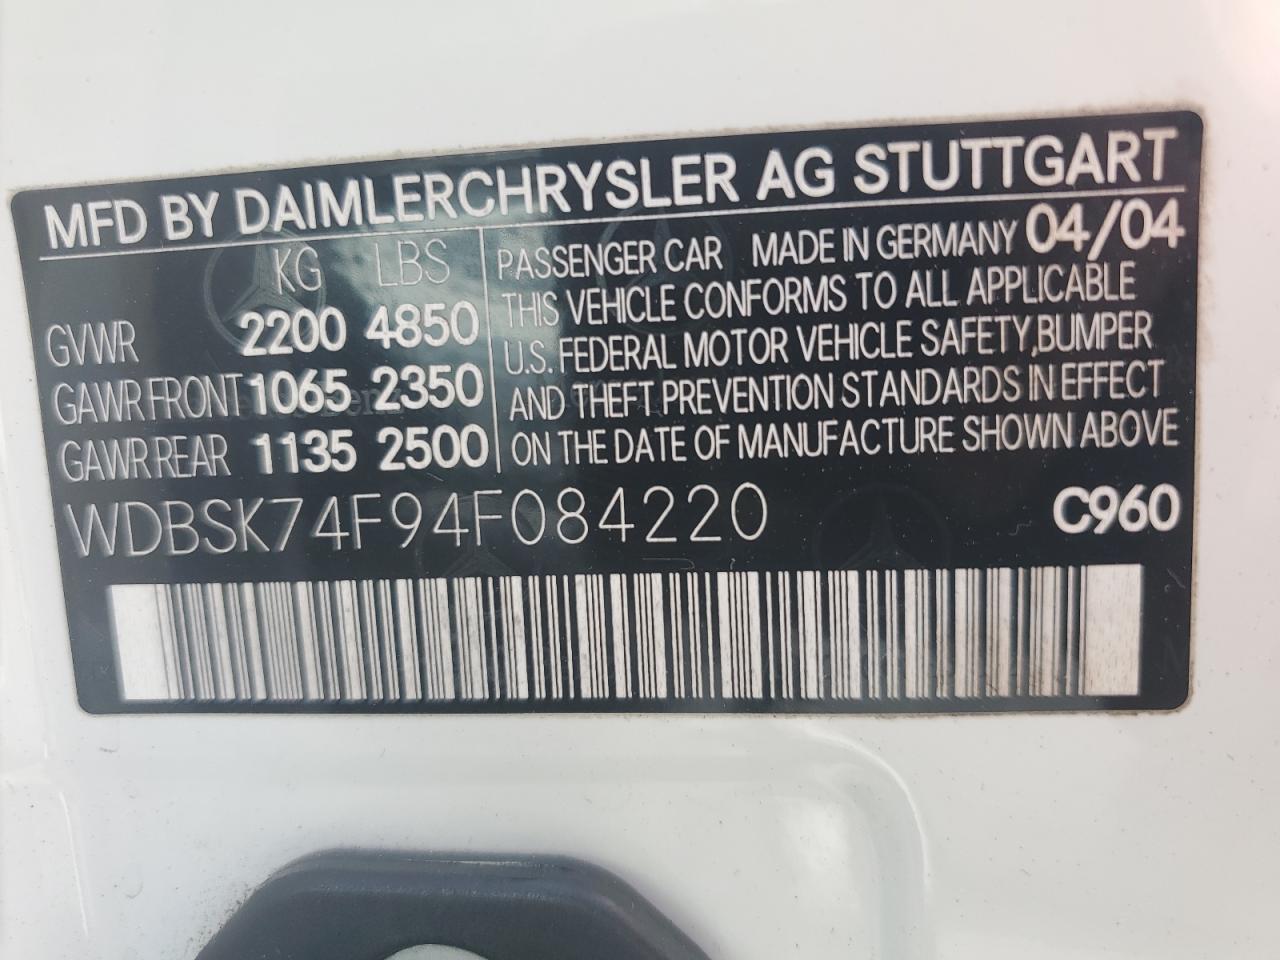 MFD BY DAIMLERCHRYSLER AG STUTTGART
KG LBS
GVWR 2200 4850
GAWR FRONT 1065 2350
GAWR REAR 1135 2500
PASSENGER CAR MADE IN GERMANY 04/04
THIS VEHICLE CONFORMS TO ALL APPLICABLE
U.S. FEDERAL MOTOR VEHICLE SAFETY, BUMPER
AND THEFT PREVENTION STANDARDS IN EFFECT
ON THE DATE OF MANUFACTURE SHOWN ABOVE
WDBSK74F94F084220 C960